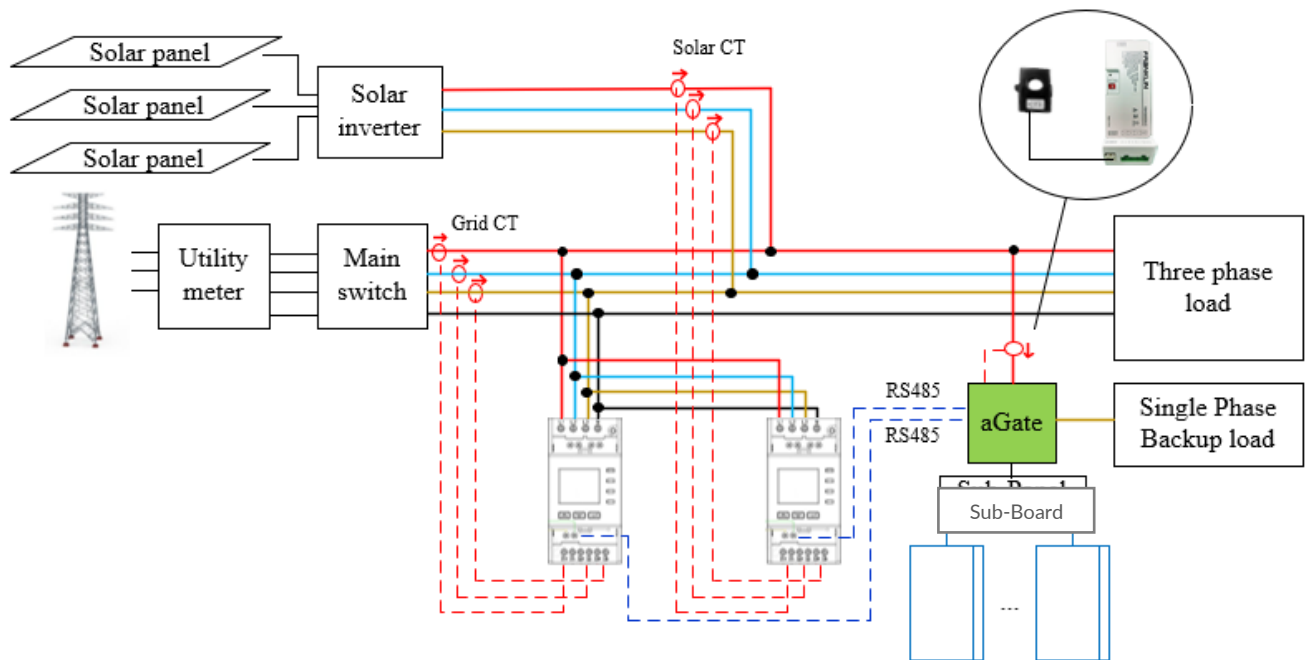 Solar panel
Solar panel
Solar panel
Solar
inverter
Solar CT
Grid CT
Utility
meter
Main
switch
Three phase
load
RS485
RS485
aGate
Single Phase
Backup load
Sub-Board
---